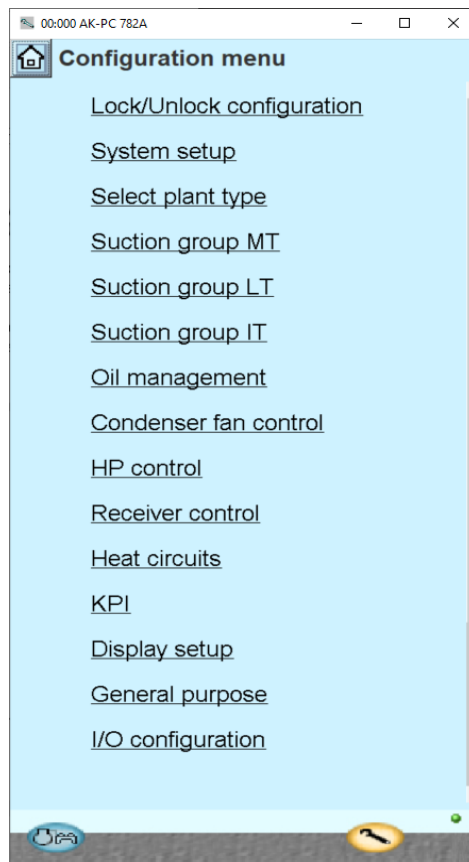 00:000 AK-PC 782A
Configuration menu
Lock/Unlock configuration
System setup
Select plant type
Suction group MT
Suction group LT
Suction group IT
Oil management
Condenser fan control
HP control
Receiver control
Heat circuits
KPI
Display setup
General purpose
I/O configuration